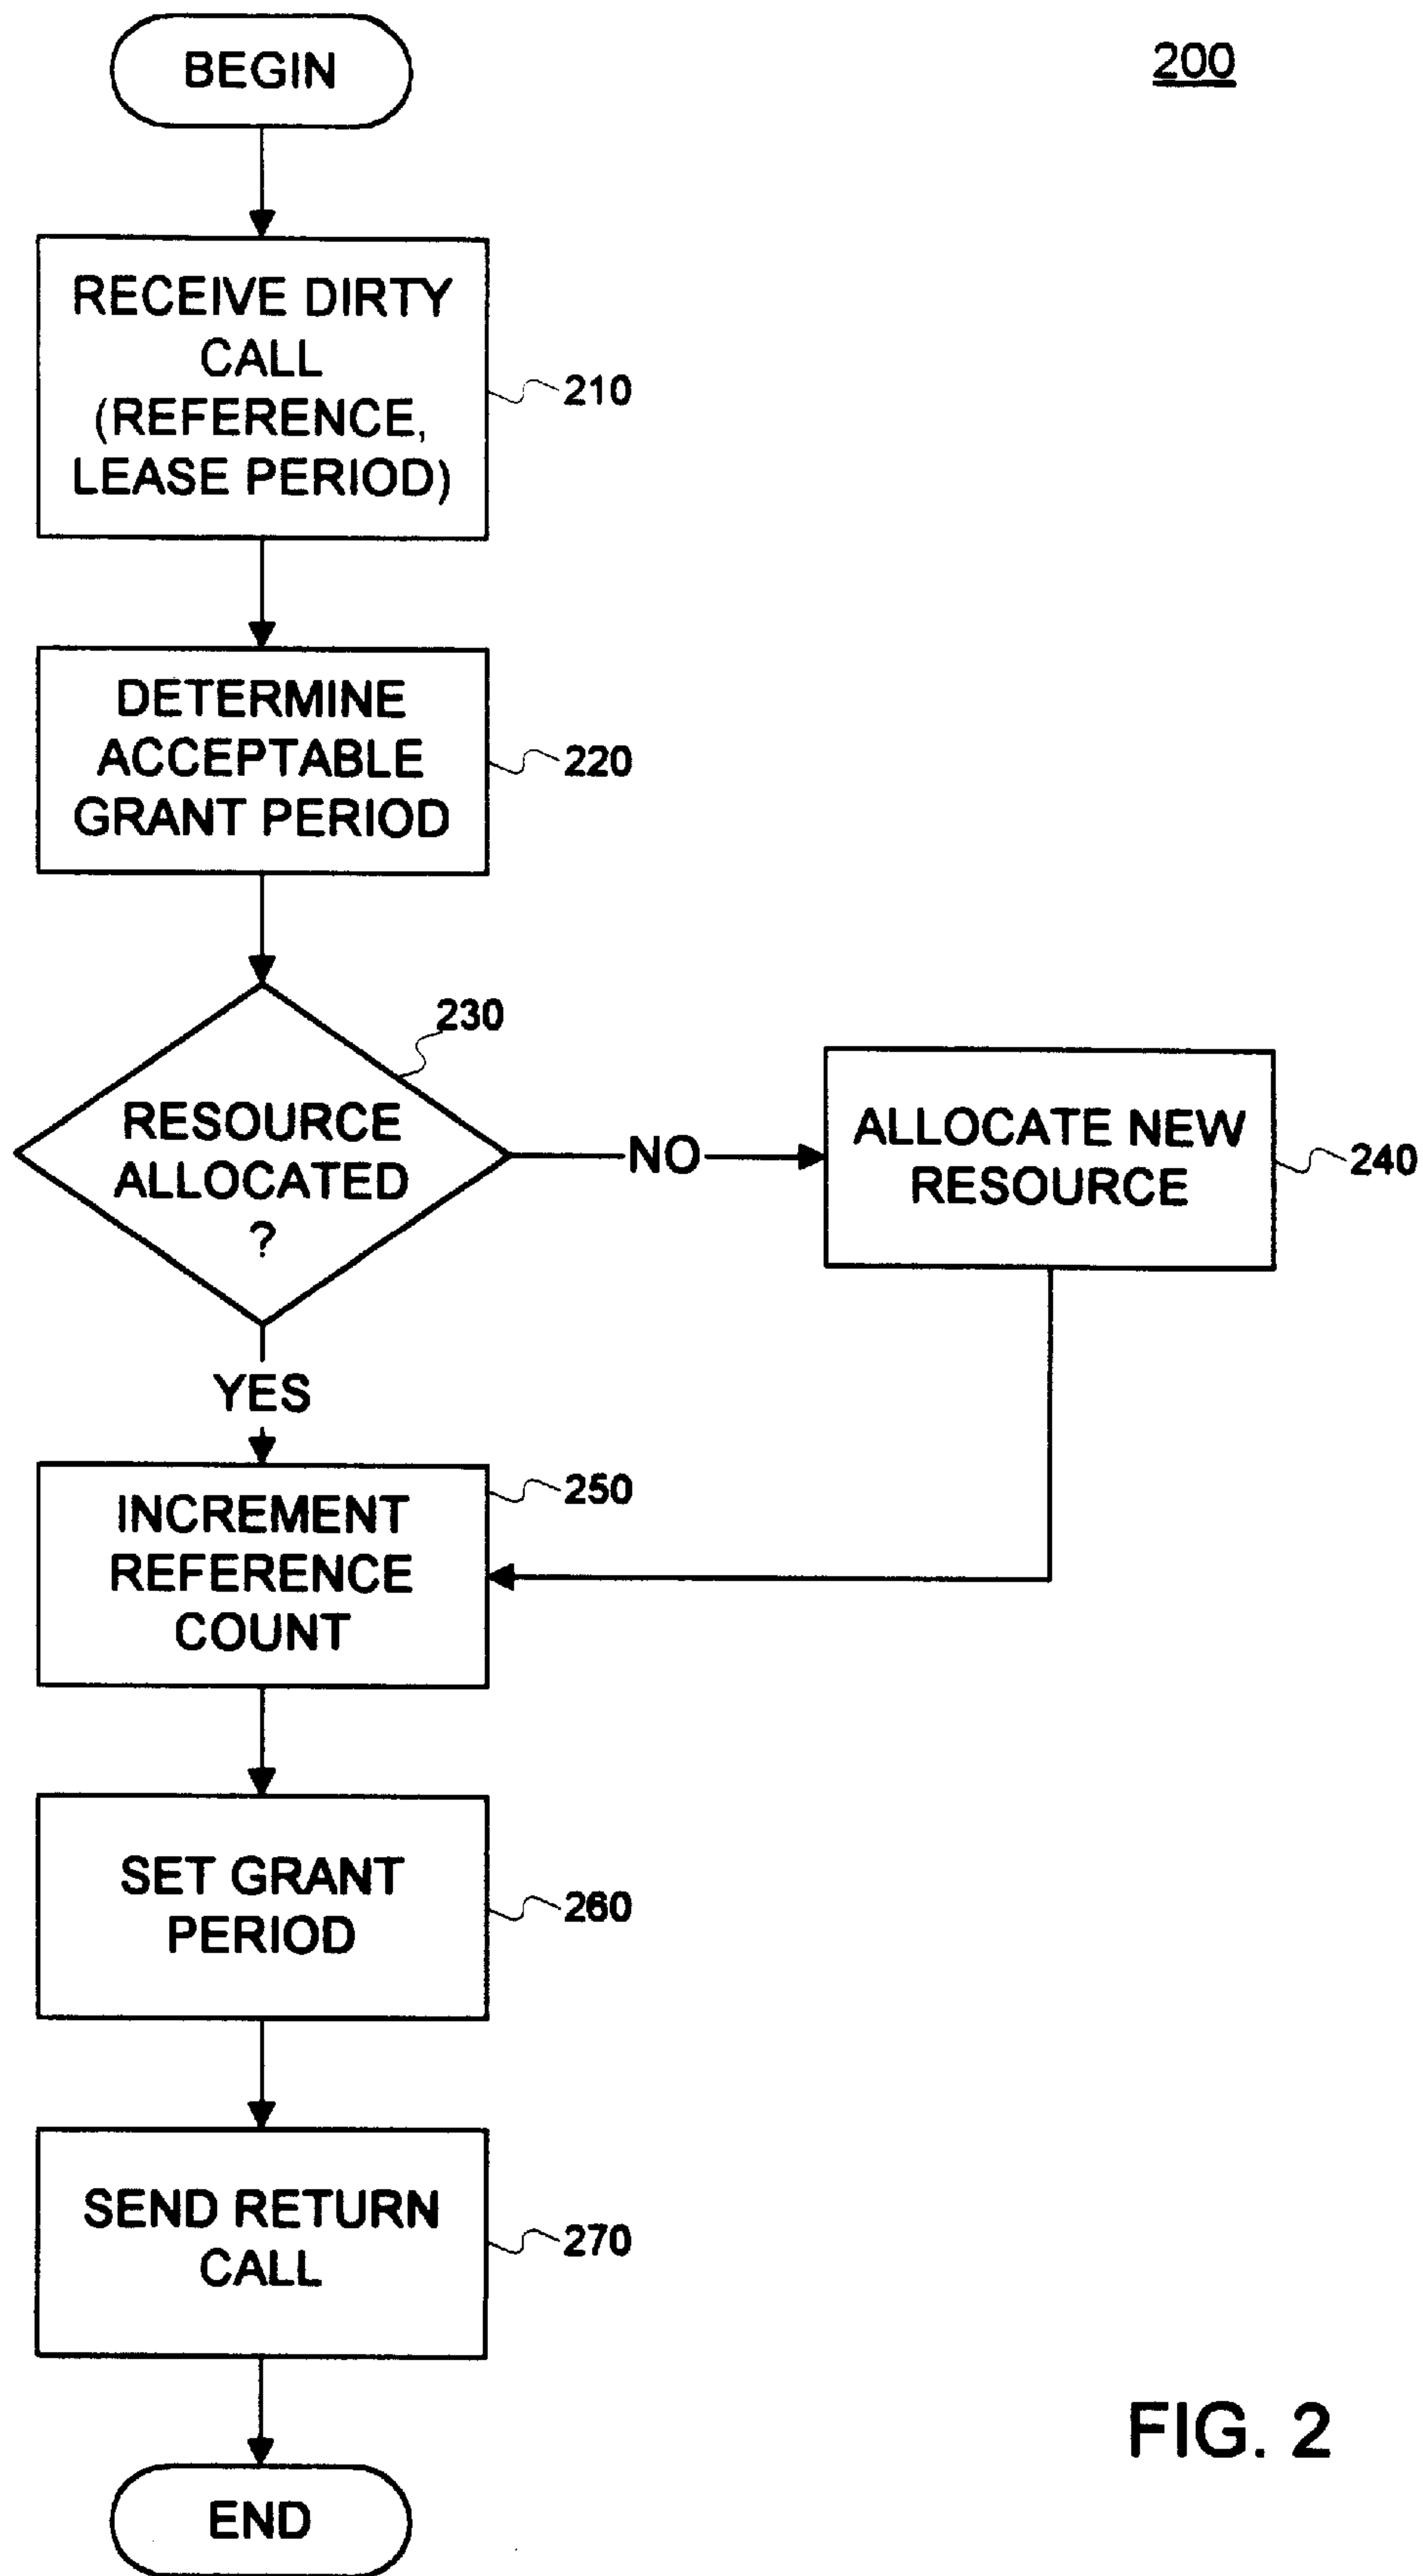 BEGIN
200
RECEIVE DIRTY
CALL
(REFERENCE,
LEASE PERIOD)
210
DETERMINE
ACCEPTABLE
GRANT PERIOD
220
230
RESOURCE
ALLOCATED
?
NO
ALLOCATE NEW
RESOURCE
240
YES
INCREMENT
REFERENCE
COUNT
250
SET GRANT
PERIOD
260
SEND RETURN
CALL
270
END
FIG. 2